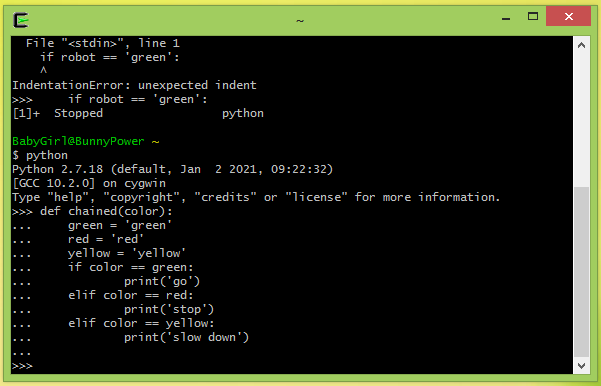 ~
  File "<stdin>", line 1
    if robot == 'green':
    ^
IndentationError: unexpected indent
>>>     if robot == 'green':
[1]+  Stopped                 python

BabyGirl@BunnyPower ~
$ python
Python 2.7.18 (default, Jan  2 2021, 09:22:32)
[GCC 10.2.0] on cygwin
Type "help", "copyright", "credits" or "license" for more information.
>>> def chained(color):
...     green = 'green'
...     red = 'red'
...     yellow = 'yellow'
...     if color == green:
...             print('go')
...     elif color == red:
...             print('stop')
...     elif color == yellow:
...             print('slow down')
...
>>>